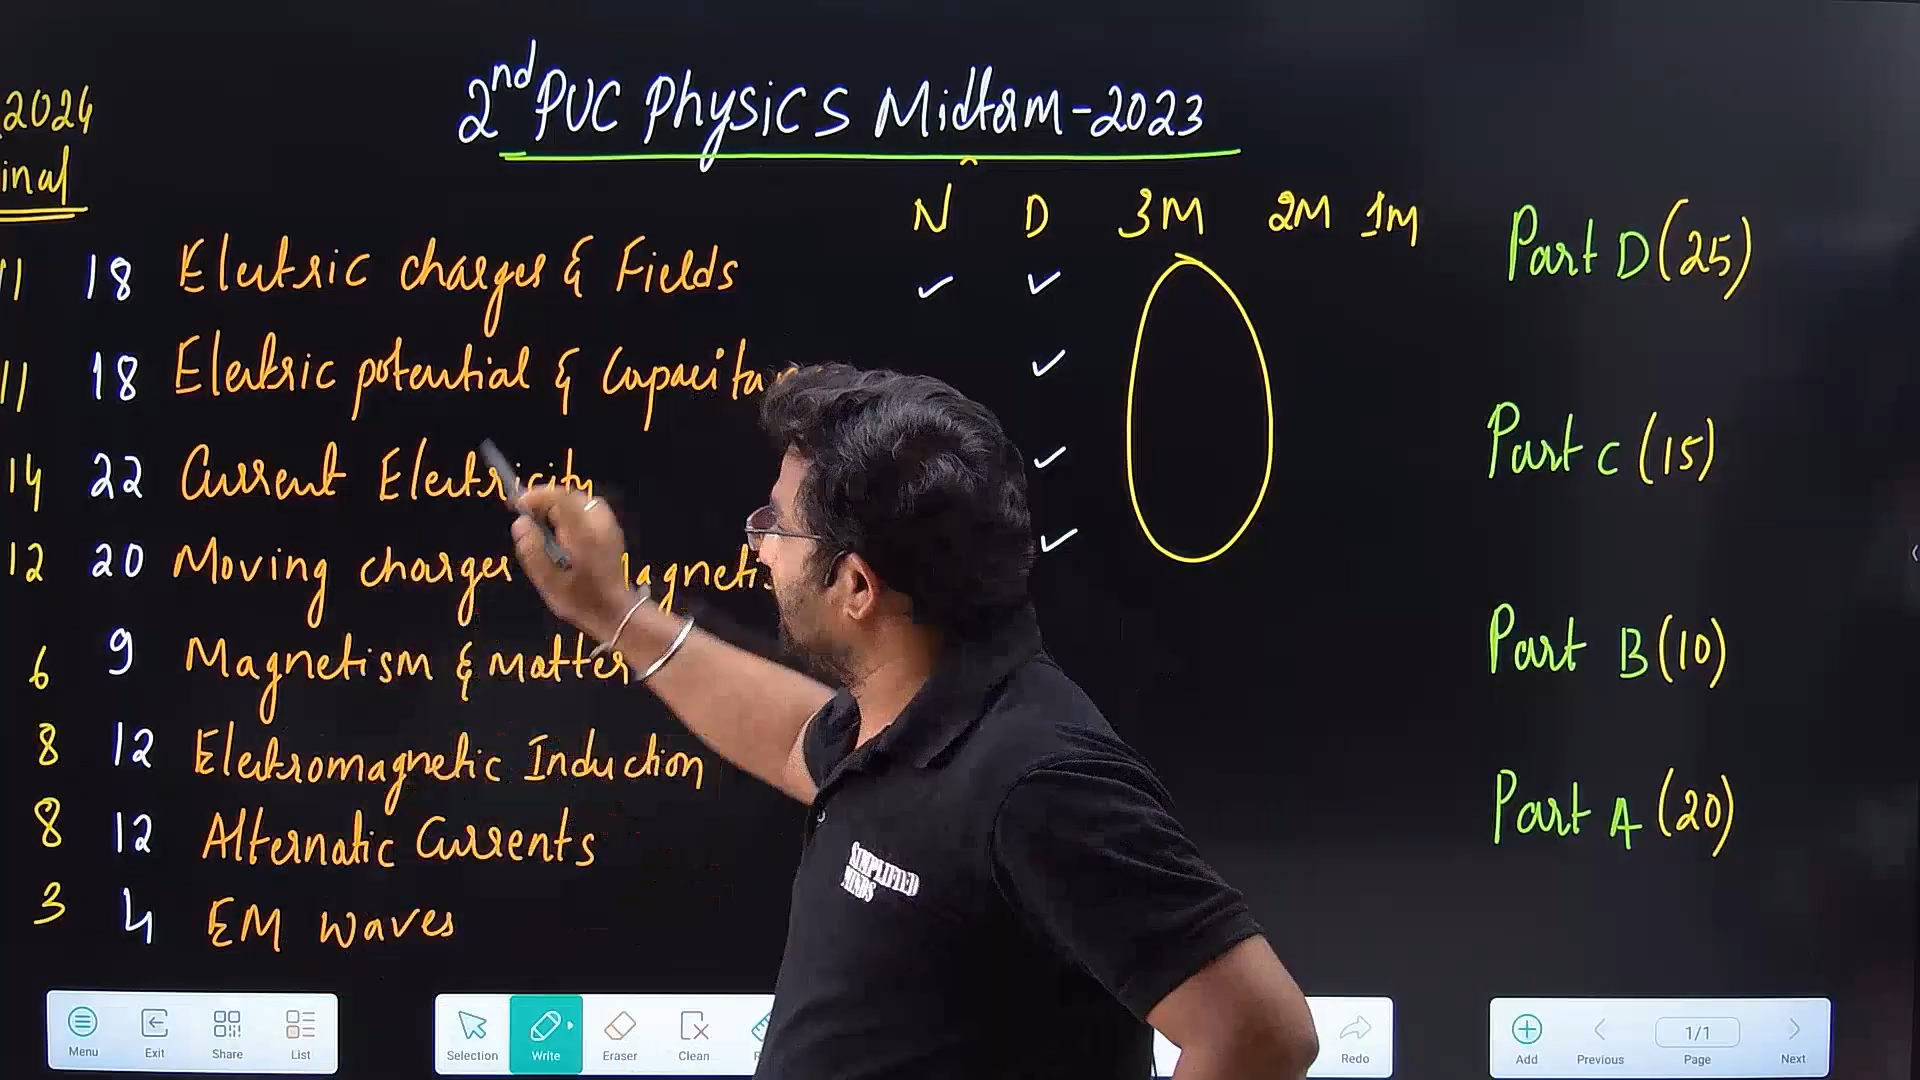 2024
inal
2nd PUC Physics Midterm-2023
N D 3M 2M 1M
11 18 Electric charges & Fields
11 18 Electric potential &
14 22 Current Electricity
12 20 Moving charges
6 9 Magnetism & matter
8 12 Electromagnetic Induction
8 12 Alternatic Currents
3 4 EM waves
Part D (25)
Part C (15)
Part B (10)
Part A (20)
SIMPLIFIED
MINDS
Menu Exit Share List
Selection Write Eraser Clean
Redo
Add Previous 1/1 Page Next